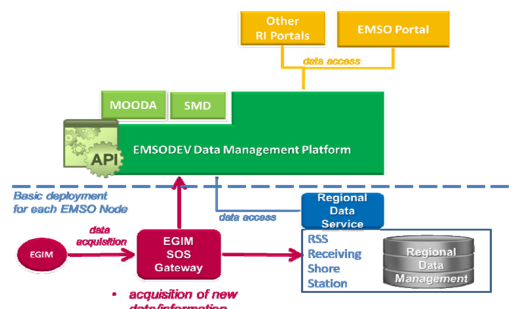 Other
RI Portals
EMSO Portal
data access
MOODA
SMD
API
EMSODEV Data Management Platform
Basic deployment
for each EMSO Node
data access
Regional
Data
Service
data
acquisition
EGIM
EGIM
SOS
Gateway
RSS
Receiving
Shore
Station
Regional
Data
Management
• acquisition of new
data/information